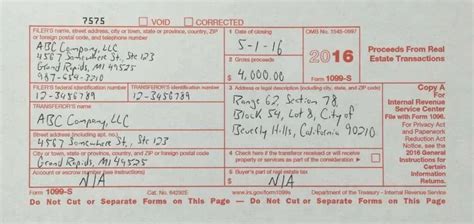 7575 VOID CORRECTED
FILER'S name, street address, city or town, state or province, country, ZIP
or foreign postal code, and telephone number
ABC Company, LLC
4567 Somewhere St., Ste 123
Grand Rapids, MI 49525
987-654-3210
1 Date of closing
5-1-16
2 Gross proceeds
$ 4,000.00
OMB No. 1545-0997
2016
Form 1099-S
Proceeds From Real
Estate Transactions
FILER'S federal identification number TRANSFEROR'S identification number
12-3456789 12-3456789
TRANSFEROR'S name
ABC Company, LLC
Street address (including apt. no.)
4567 Somewhere St., Ste 123
City or town, state or province, country, and ZIP or foreign postal code
Grand Rapids, MI 49525
Account or escrow number (see instructions)
N/A
3 Address or legal description (including city, state, and ZIP code)
Range 62, Section 78,
Block 54, Lot 8, City of
Beverly Hills, California 90210
4 Check here if the transferor received or will receive
property or services as part of the consideration
5 Buyer's part of real estate tax
$ N/A
Copy A
For
Internal Revenue
Service Center
File with Form 1096.
For Privacy Act
and Paperwork
Reduction Act
Notice, see the
2016 General
Instructions for
Certain
Information
Returns.
Form 1099-S Cat. No. 64292E www.irs.gov/form1099s Department of the Treasury - Internal Revenue Service
Do Not Cut or Separate Forms on This Page — Do Not Cut or Separate Forms on This Page